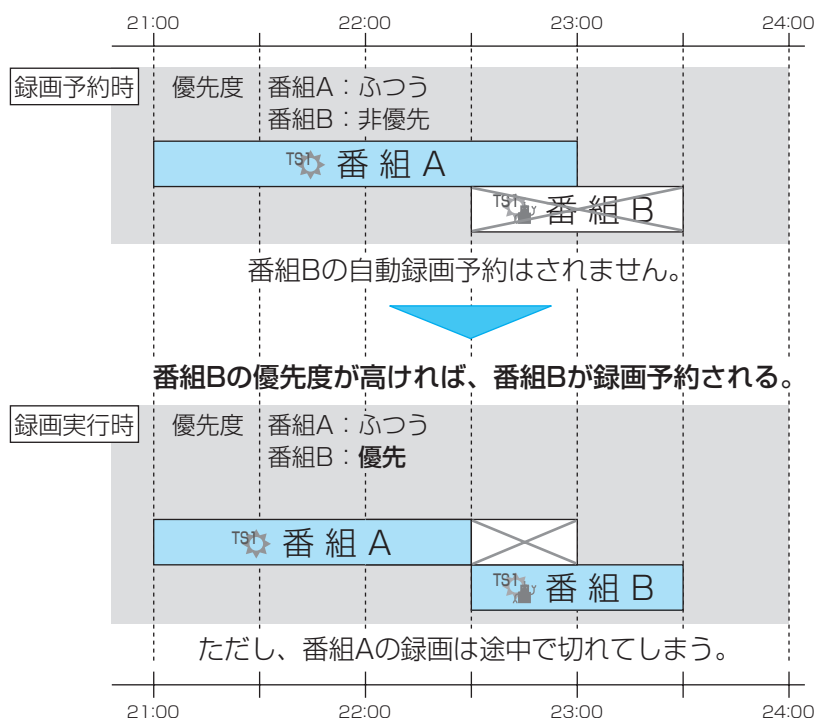 21:00 22:00 23:00 24:00
録画予約時 優先度 番組A：ふつう
番組B：非優先
TS1 番組A
TS1 番組B
番組Bの自動録画予約はされません。
番組Bの優先度が高ければ、番組Bが録画予約される。
録画実行時 優先度 番組A：ふつう
番組B：優先
TS1 番組A
TS1 番組B
ただし、番組Aの録画は途中で切れてしまう。
21:00 22:00 23:00 24:00